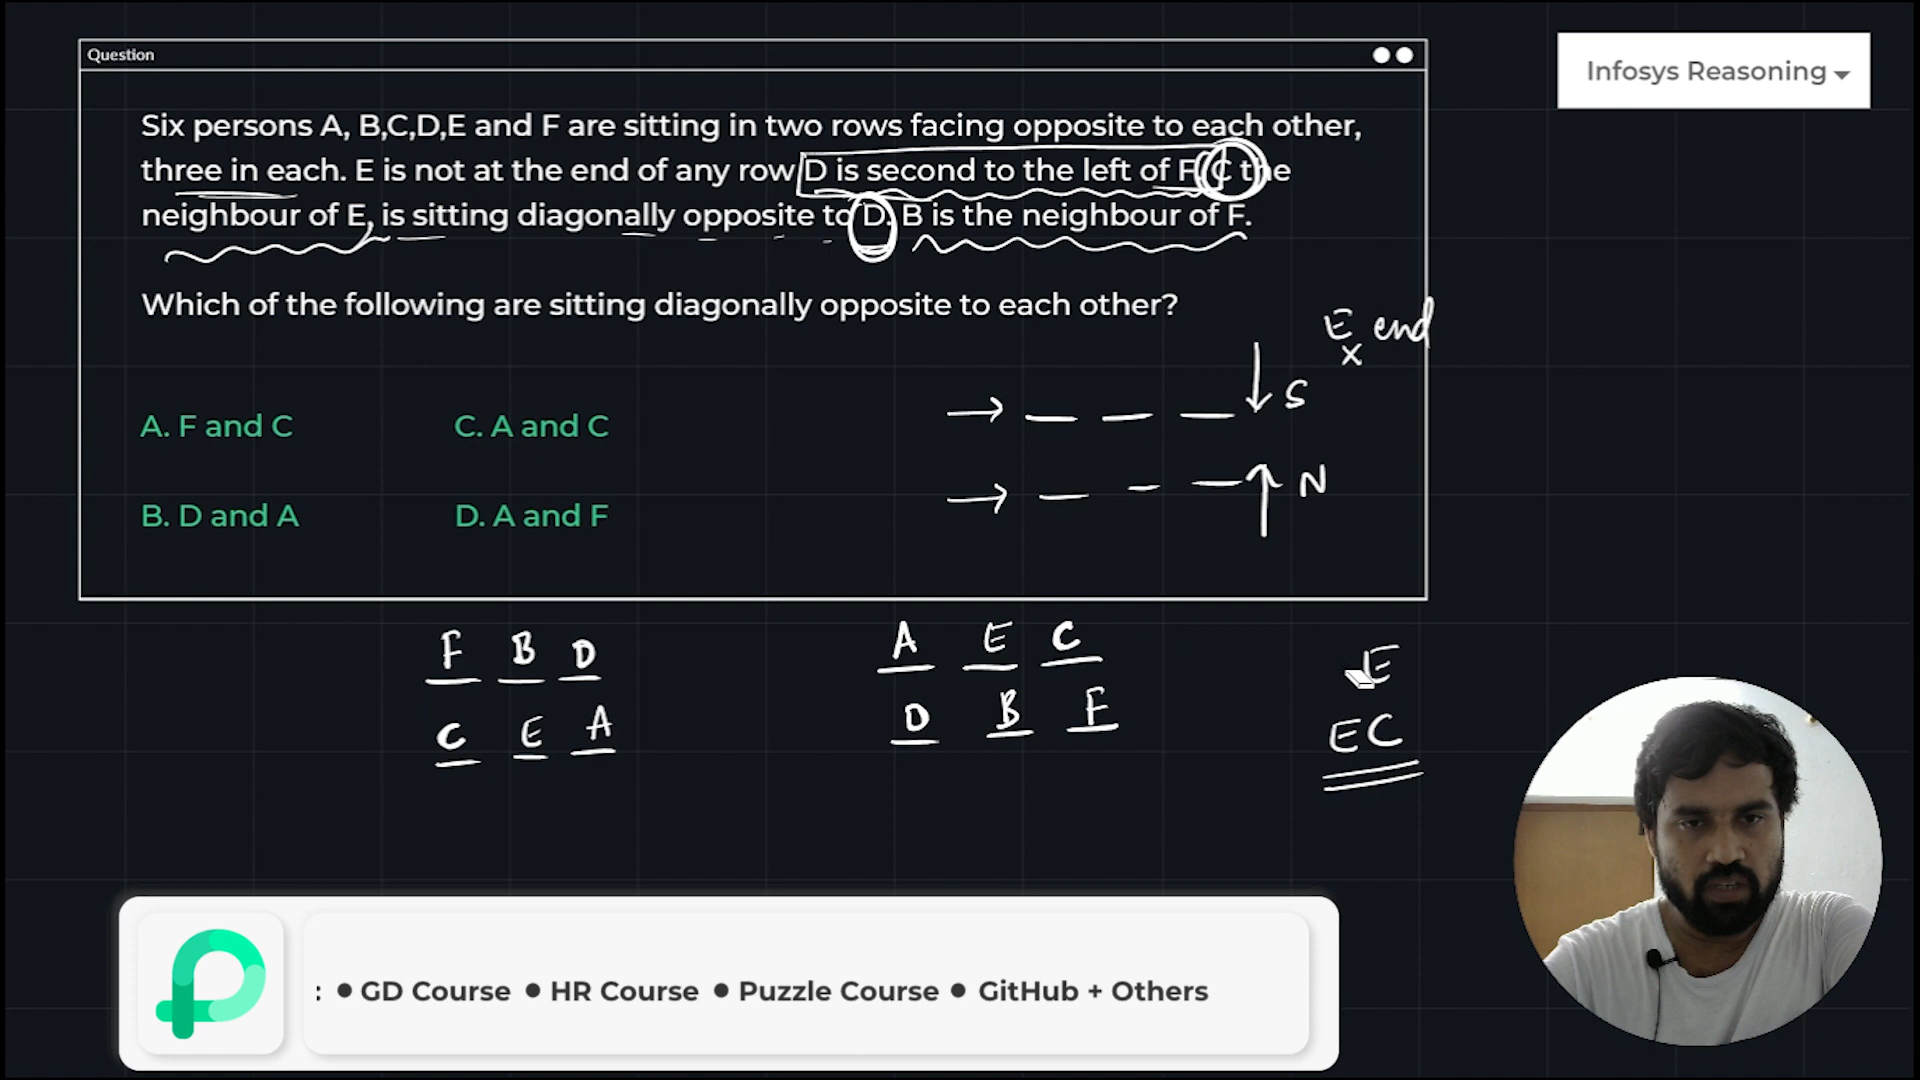 Question
Infosys Reasoning
Six persons A, B,C,D,E and F are sitting in two rows facing opposite to each other,
three in each. E is not at the end of any row D is second to the left of F. C the
neighbour of E, is sitting diagonally opposite to D. B is the neighbour of F.
Which of the following are sitting diagonally opposite to each other?
E end
x
S
A. F and C
C. A and C
N
B. D and A
D. A and F
F B D
C E A
A E C
D B F
E
EC
: • GD Course • HR Course • Puzzle Course • GitHub + Others